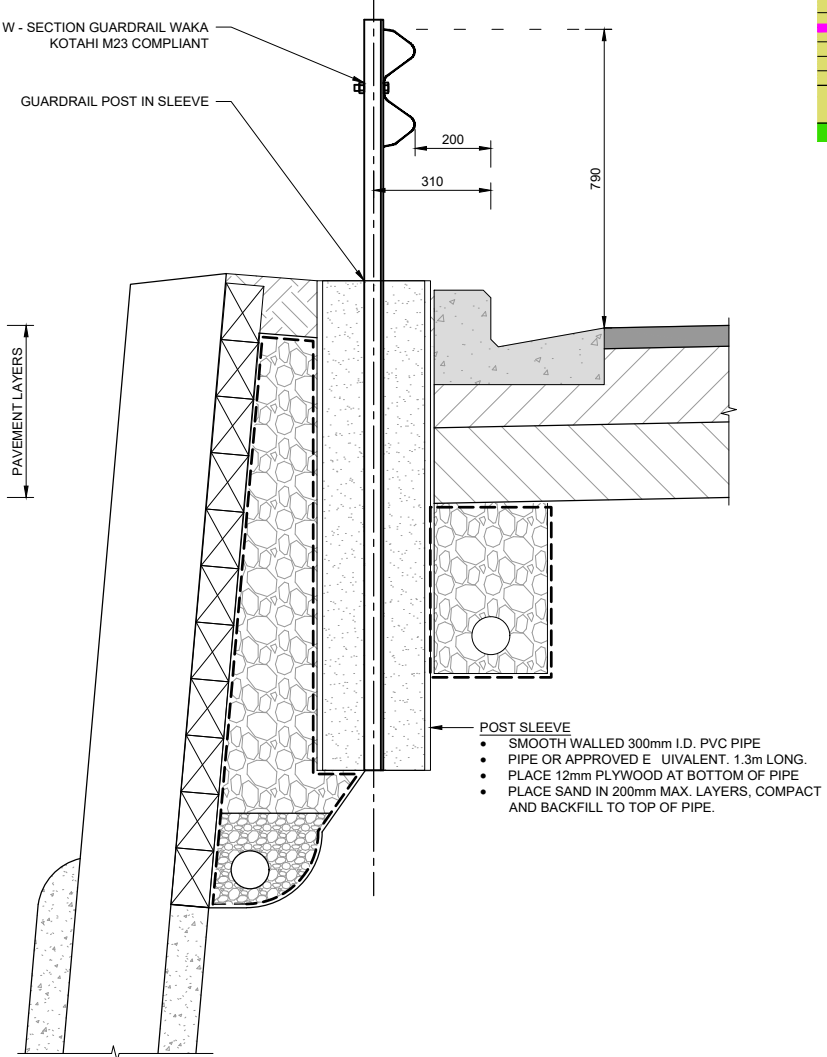 W - SECTION GUARDRAIL WAKA
KOTAHI M23 COMPLIANT
GUARDRAIL POST IN SLEEVE
200
310
790
PAVEMENT LAYERS
POST SLEEVE
• SMOOTH WALLED 300mm I.D. PVC PIPE
• PIPE OR APPROVED E UIVALENT. 1.3m LONG.
• PLACE 12mm PLYWOOD AT BOTTOM OF PIPE
• PLACE SAND IN 200mm MAX. LAYERS, COMPACT
AND BACKFILL TO TOP OF PIPE.